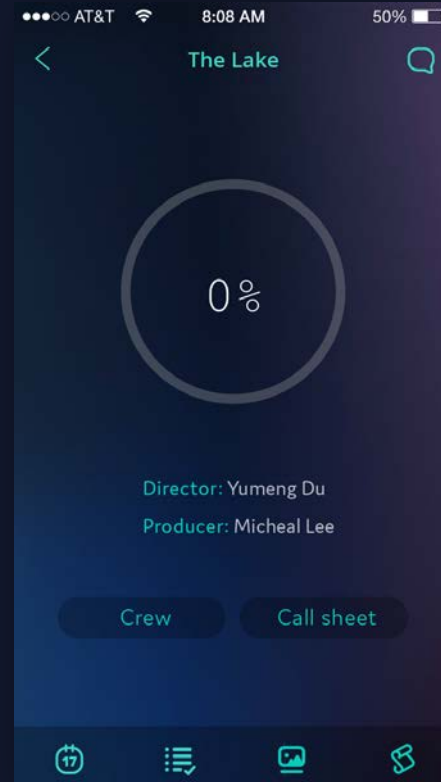 AT&T 8:08 AM 50%
The Lake
0%
Director: Yumeng Du
Producer: Micheal Lee
Crew Call sheet
17